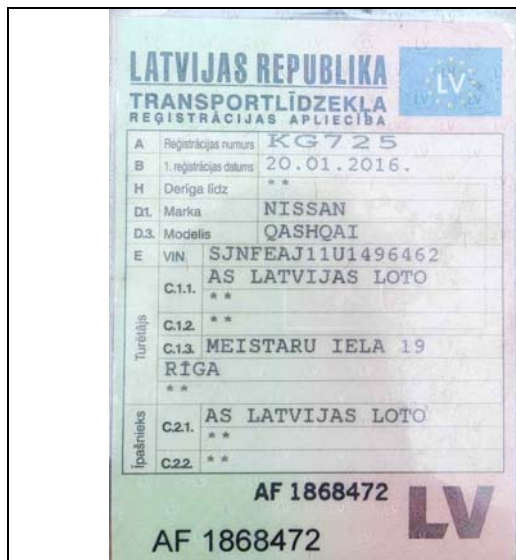 LATVIJAS REPUBLIKA
LV
TRANSPORTLĪDZEKĻA
REĢISTRĀCIJAS APLIECĪBA
A Reģistrācijas numurs KG725
B 1. reģistrācijas datums 20.01.2016.
H Derīga līdz **
D.1. Marka NISSAN
D.3. Modelis QASHQAI
E VIN SJNFEAJ11U1496462
Turētājs
C.1.1. AS LATVIJAS LOTO
**
C.1.2. **
C.1.3. MEISTARU IELA 19
RĪGA
**
Īpašnieks
C.2.1. AS LATVIJAS LOTO
**
C.2.2. **
AF 1868472
LV
AF 1868472